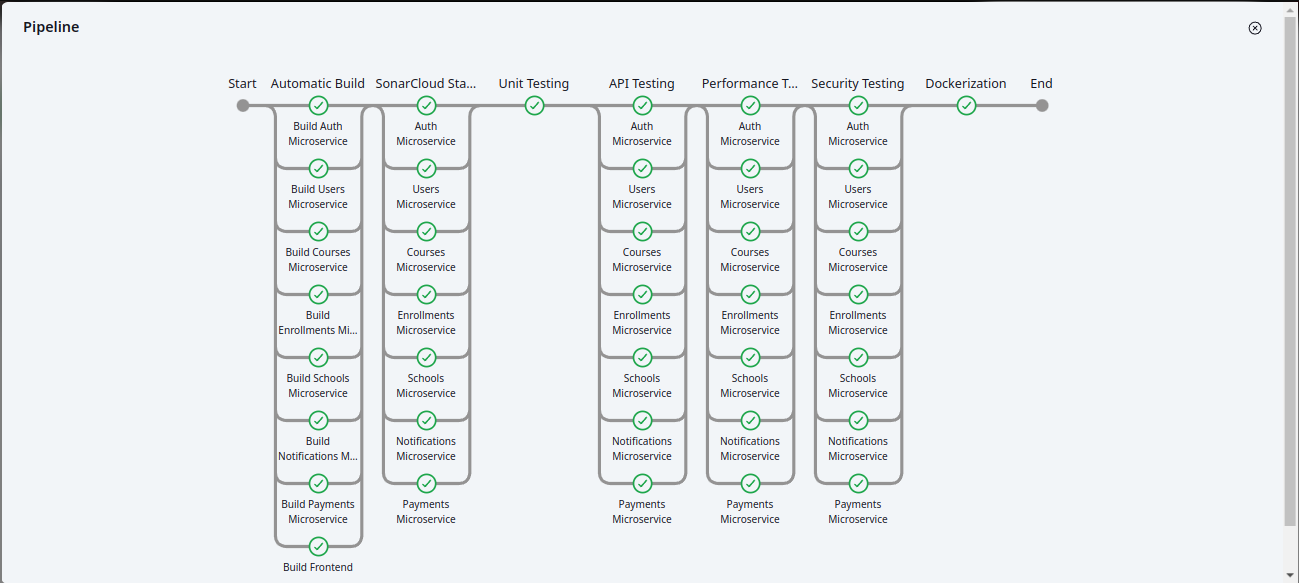 Pipeline
Start Automatic Build SonarCloud Sta... Unit Testing API Testing Performance T... Security Testing Dockerization End
Build Auth Auth Auth Auth Auth
Microservice Microservice Microservice Microservice Microservice
Build Users Users Users Users Users
Microservice Microservice Microservice Microservice Microservice
Build Courses Courses Courses Courses Courses
Microservice Microservice Microservice Microservice Microservice
Build Enrollments Enrollments Enrollments Enrollments
Enrollments Mi... Microservice Microservice Microservice Microservice
Build Schools Schools Schools Schools Schools
Microservice Microservice Microservice Microservice Microservice
Build Notifications Notifications Notifications Notifications
Notifications M... Microservice Microservice Microservice Microservice
Build Payments Payments Payments Payments Payments
Microservice Microservice Microservice Microservice Microservice
Build Frontend